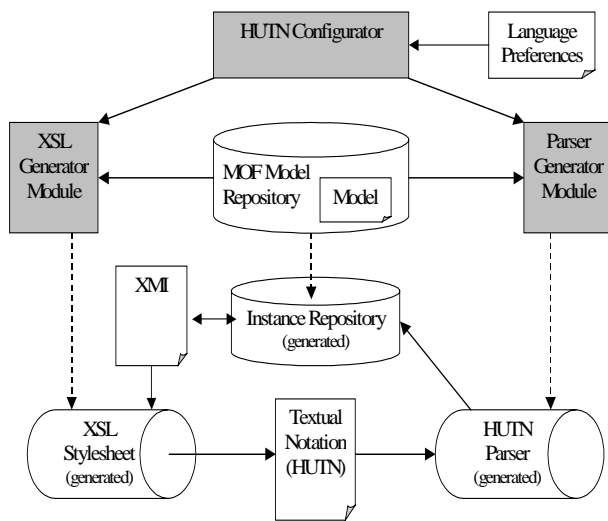 HUTN Configurator
Language
Preferences
XSL
Generator
Module
MOF Model
Repository
Model
Parser
Generator
Module
XMI
Instance Repository
(generated)
XSL
Stylesheet
(generated)
Textual
Notation
(HUTN)
HUTN
Parser
(generated)